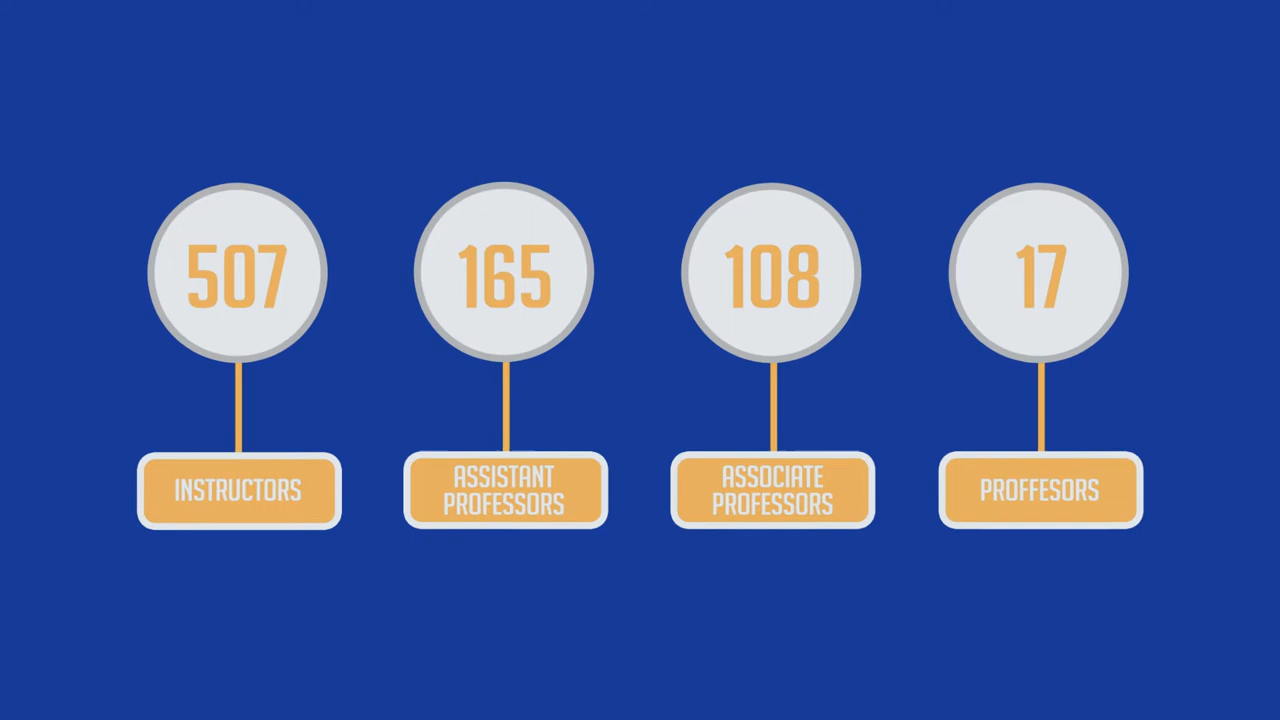 507
165
108
17
INSTRUCTORS
ASSISTANT
PROFESSORS
ASSOCIATE
PROFESSORS
PROFFESORS